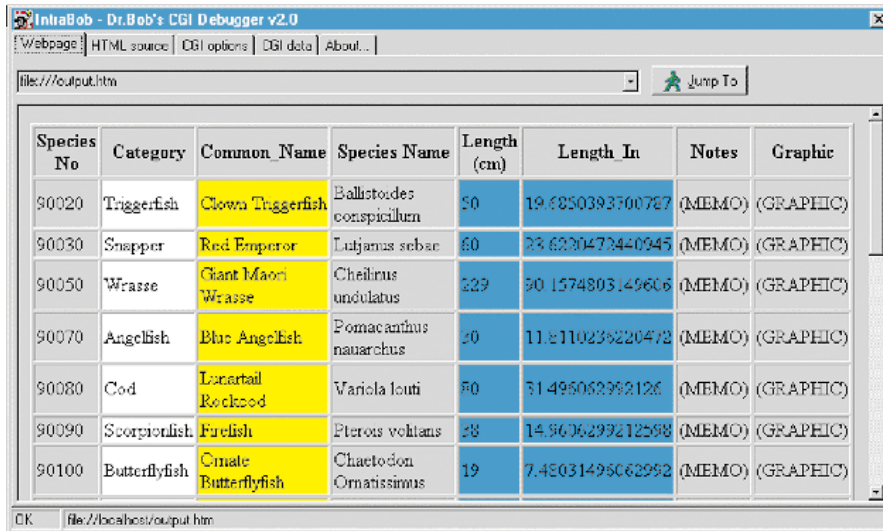 IntraBob - Dr.Bob's CGI Debugger v2.0
Webpage HTML source CGI options CGI data About...
file:///output.htm Jump To
Species No Category Common_Name Species Name Length (cm) Length_In Notes Graphic
90020 Triggerfish Clown Triggerfish Ballistoides conspicillum 50 19.6850393700787 (MEMO) (GRAPHIC)
90030 Snapper Red Emperor Lutjanus sebae 60 23.6220472440945 (MEMO) (GRAPHIC)
90050 Wrasse Giant Maori Wrasse Cheilinus undulatus 229 90.1574803149606 (MEMO) (GRAPHIC)
90070 Angelfish Blue Angelfish Pomacanthus nauarchus 30 11.8110236220472 (MEMO) (GRAPHIC)
90080 Cod Lunartail Rockcod Variola louti 80 31.496062992126 (MEMO) (GRAPHIC)
90090 Scorpionfish Firefish Pterois volitans 38 14.9606299212598 (MEMO) (GRAPHIC)
90100 Butterflyfish Ornate Butterflyfish Chaetodon Ornatissimus 19 7.48031496062992 (MEMO) (GRAPHIC)
OK file://localhost/output.htm